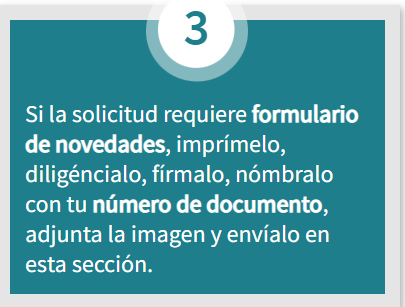 3
Si la solicitud requiere formulario
de novedades, imprímelo,
diligéncialo, fírmalo, nómbralo
con tu número de documento,
adjunta la imagen y envíalo en
esta sección.